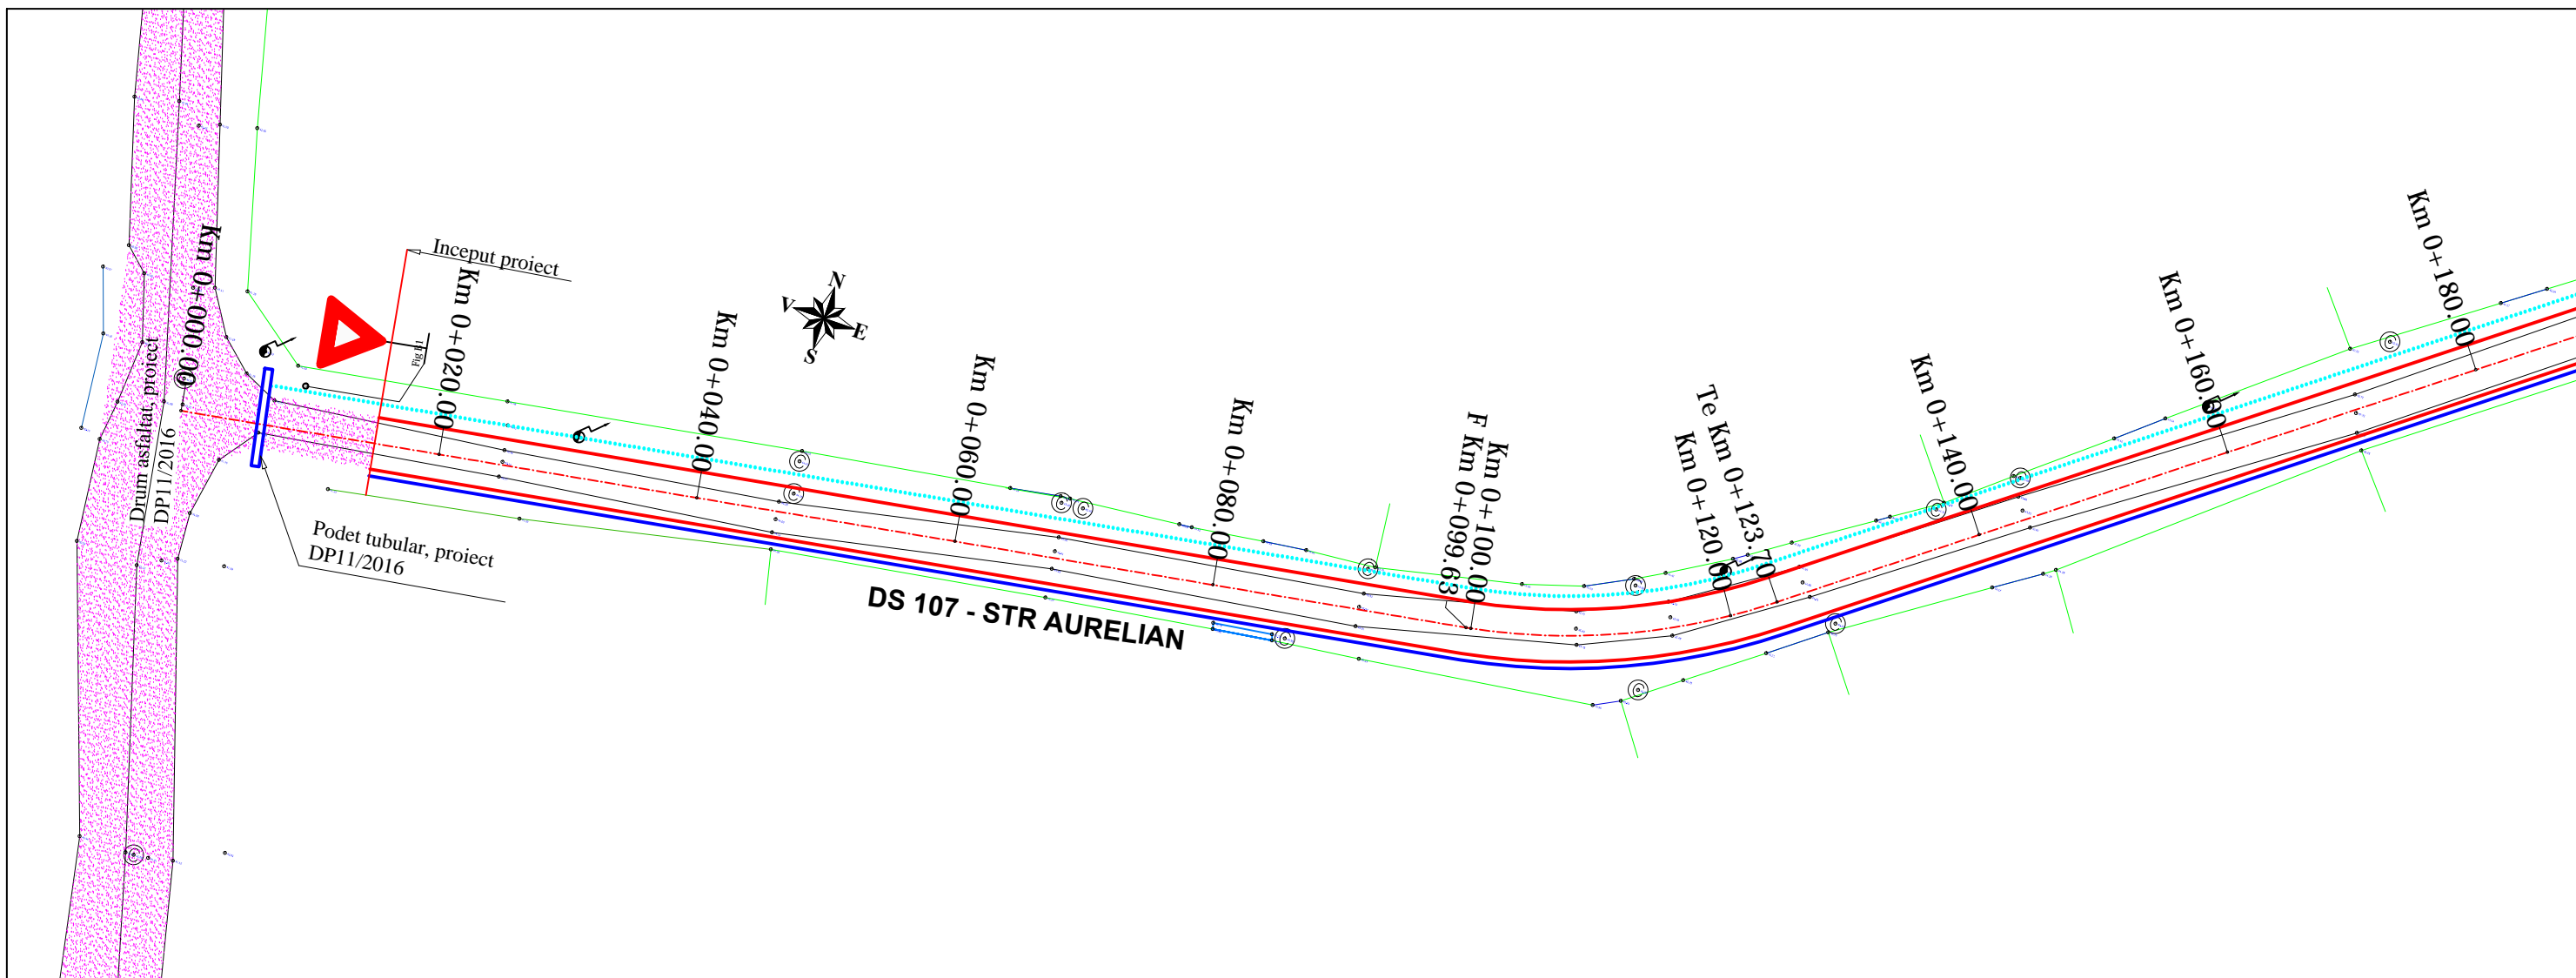 Km 0+000.00
Drum asfaltat, proiect
DP11/2016
Inceput proiect
Fig B1
Podet tubular, proiect
DP11/2016
Km 0+020.00
Km 0+040.00
N
V
E
S
Km 0+060.00
Km 0+080.00
DS 107 - STR AURELIAN
F Km 0+099.63
Km 0+100.00
Km 0+120.00
Te Km 0+123.70
Km 0+140.00
Km 0+160.00
Km 0+180.00